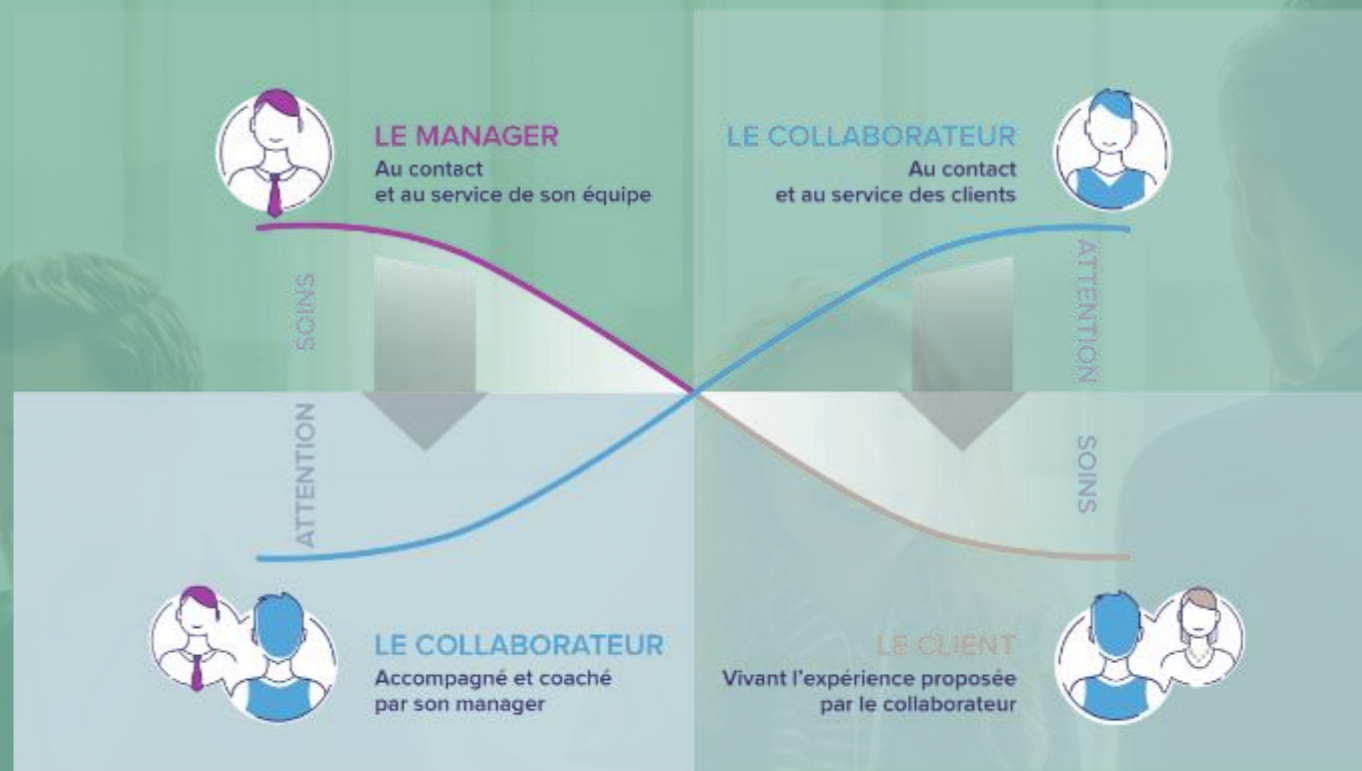 LE MANAGER
Au contact
et au service de son équipe
LE COLLABORATEUR
Au contact
et au service des clients
SOINS
ATTENTION
ATTENTION
SOINS
LE COLLABORATEUR
Accompagné et coaché
par son manager
LE CLIENT
Vivant l'expérience proposée
par le collaborateur